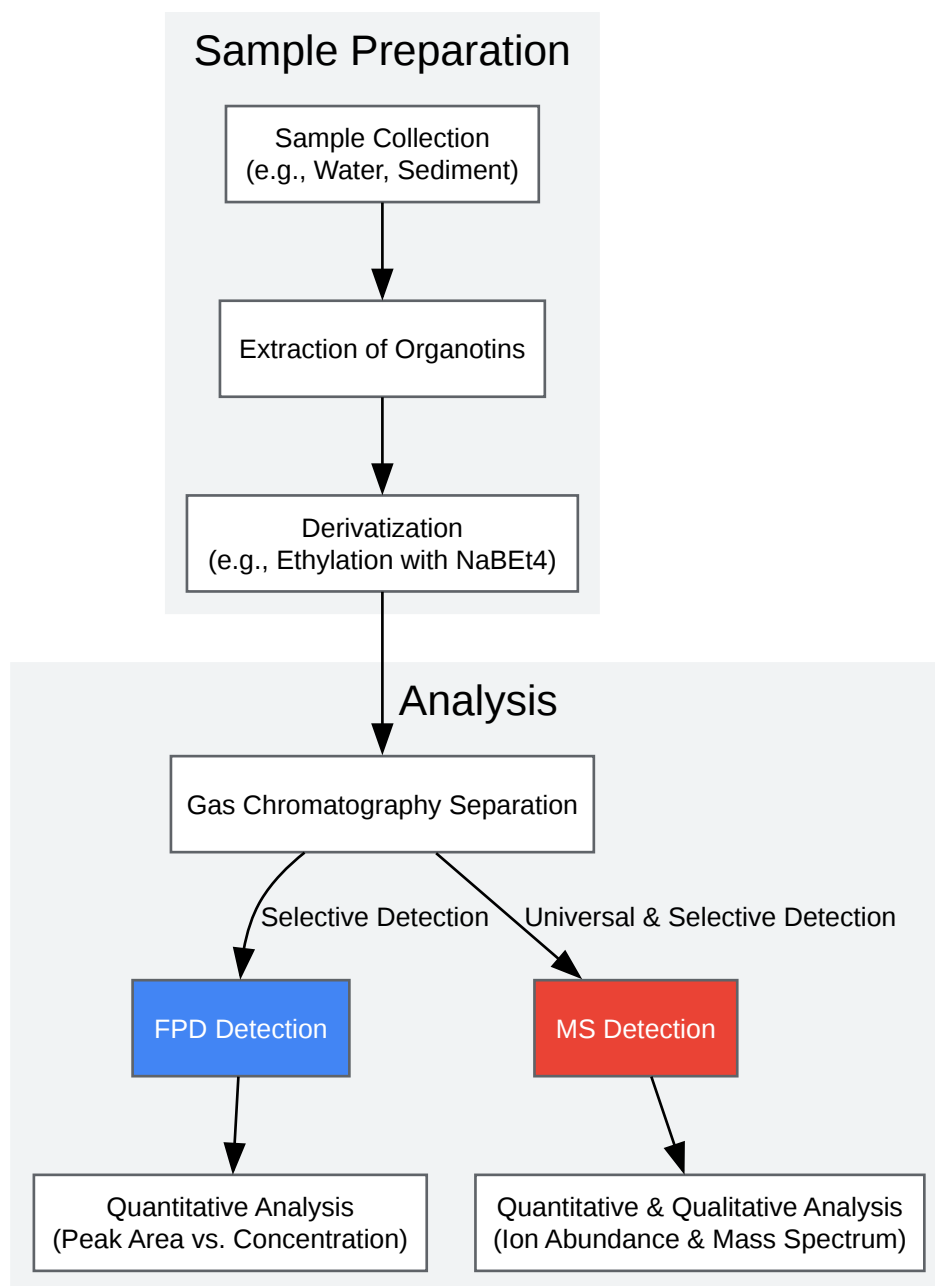 Sample Preparation
Sample Collection
(e.g., Water, Sediment)
Extraction of Organotins
Derivatization
(e.g., Ethylation with NaBEt4)
Analysis
Gas Chromatography Separation
Selective Detection
Universal & Selective Detection
FPD Detection
MS Detection
Quantitative Analysis
(Peak Area vs. Concentration)
Quantitative & Qualitative Analysis
(Ion Abundance & Mass Spectrum)